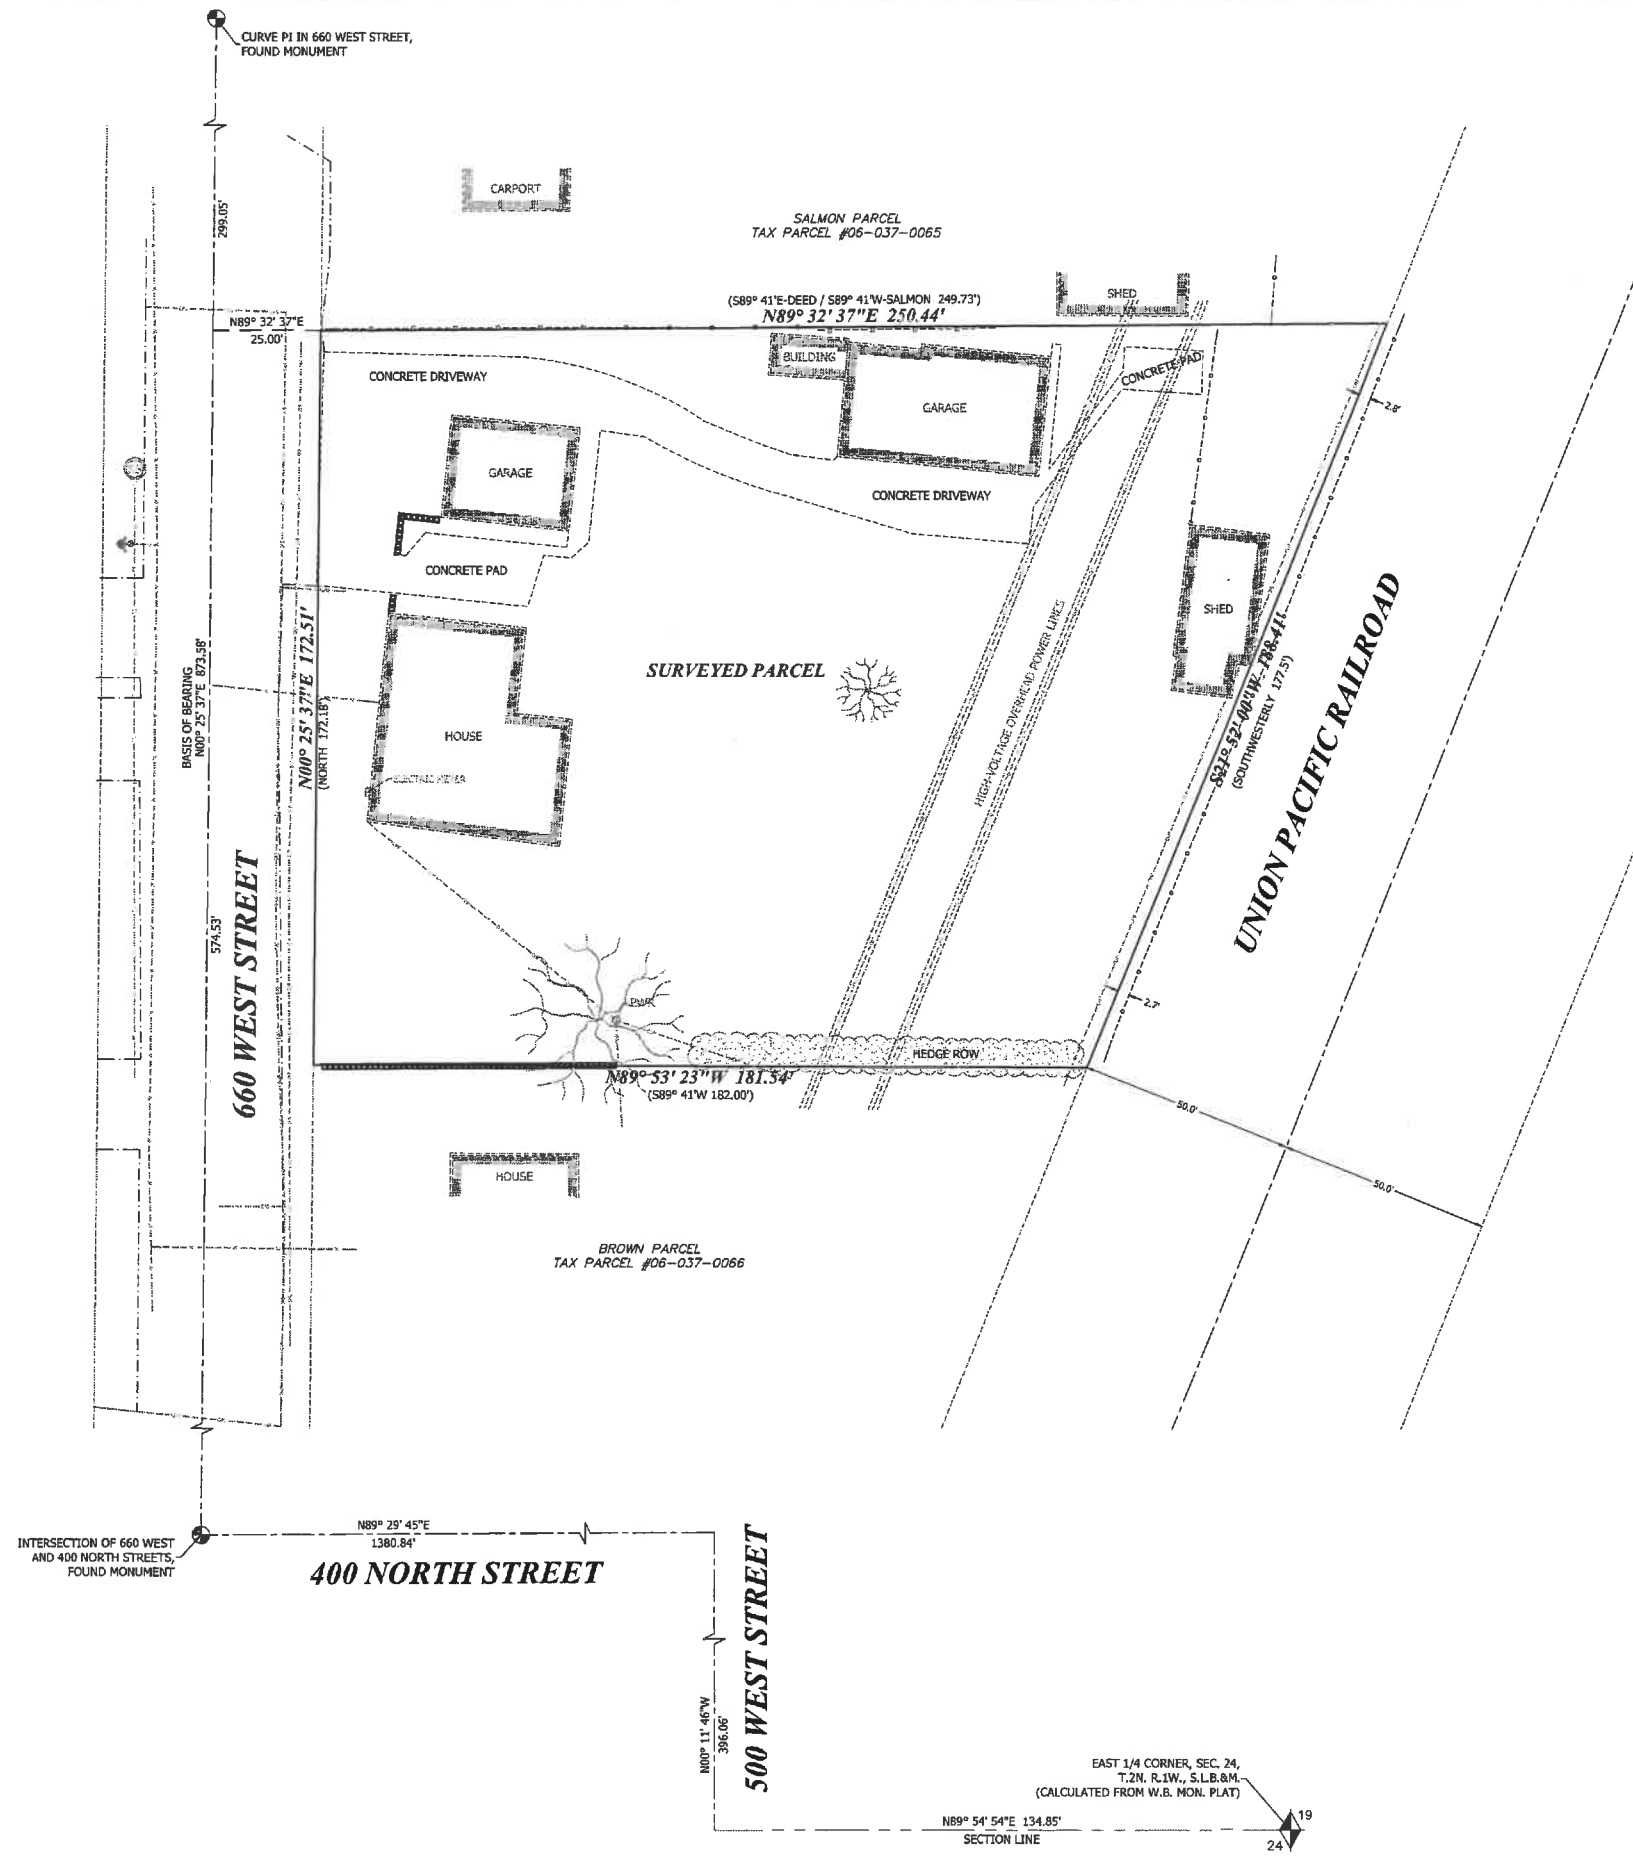 CURVE PI IN 660 WEST STREET,
FOUND MONUMENT
299.05'
CARPORT
SALMON PARCEL
TAX PARCEL #06-037-0065
(S89° 41'E-DEED / S89° 41'W-SALMON 249.73')
N89° 32' 37"E 250.44'
SHED
N89° 32' 37"E
25.00'
BUILDING
CONCRETE PAD
CONCRETE DRIVEWAY
GARAGE
2.8'
GARAGE
CONCRETE DRIVEWAY
CONCRETE PAD
SHED
N00° 25' 37"E 172.51'
(NORTH 172.18')
BASIS OF BEARING
N00° 25' 37"E 873.58'
SURVEYED PARCEL
HIGH-VOLTAGE OVERHEAD POWER LINES
S21° 52' 00"W 188.41'
(SOUTHWESTERLY 177.5')
UNION PACIFIC RAILROAD
HOUSE
ELECTRIC METER
574.53'
660 WEST STREET
PWR
2.7'
HEDGE ROW
N89° 53' 23"W 181.54'
(S89° 41'W 182.00')
50.0'
50.0'
HOUSE
BROWN PARCEL
TAX PARCEL #06-037-0066
INTERSECTION OF 660 WEST
AND 400 NORTH STREETS,
FOUND MONUMENT
N89° 29' 45"E
1380.84'
400 NORTH STREET
500 WEST STREET
N00° 11' 46"W
396.06'
EAST 1/4 CORNER, SEC. 24,
T.2N. R.1W., S.L.B.&M.
(CALCULATED FROM W.B. MON. PLAT)
N89° 54' 54"E 134.85'
SECTION LINE
19
24